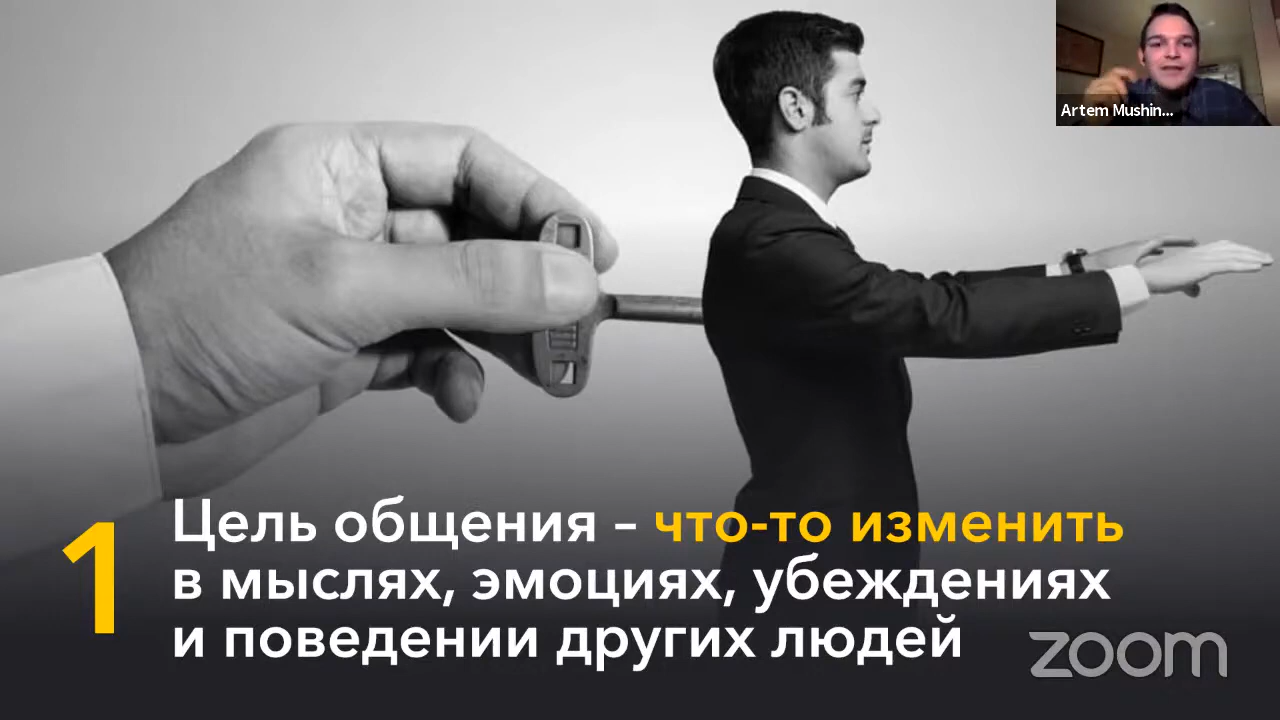 Artem Mushin...
1
Цель общения – что-то изменить
в мыслях, эмоциях, убеждениях
и поведении других людей
zoom